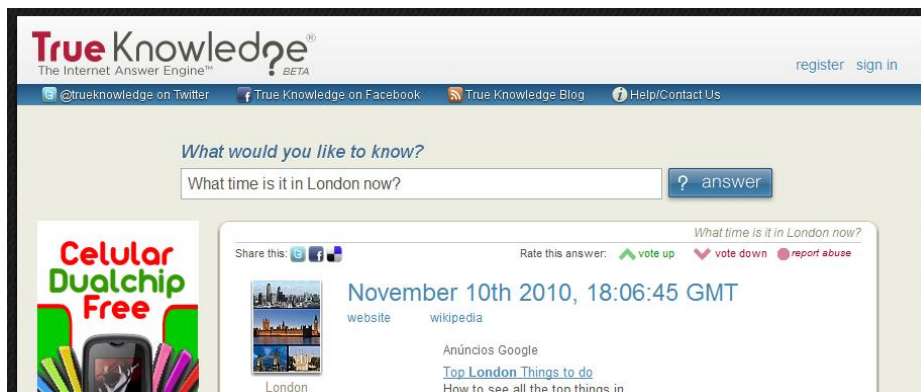 True Knowledge®
The Internet Answer Engine™ BETA
register sign in
@trueknowledge on Twitter True Knowledge on Facebook True Knowledge Blog Help/Contact Us
What would you like to know?
What time is it in London now?
? answer
What time is it in London now?
Share this: Rate this answer: vote up vote down report abuse
Celular
Dualchip
Free
November 10th 2010, 18:06:45 GMT
website wikipedia
Anúncios Google
Top London Things to do
How to see all the top things in
London